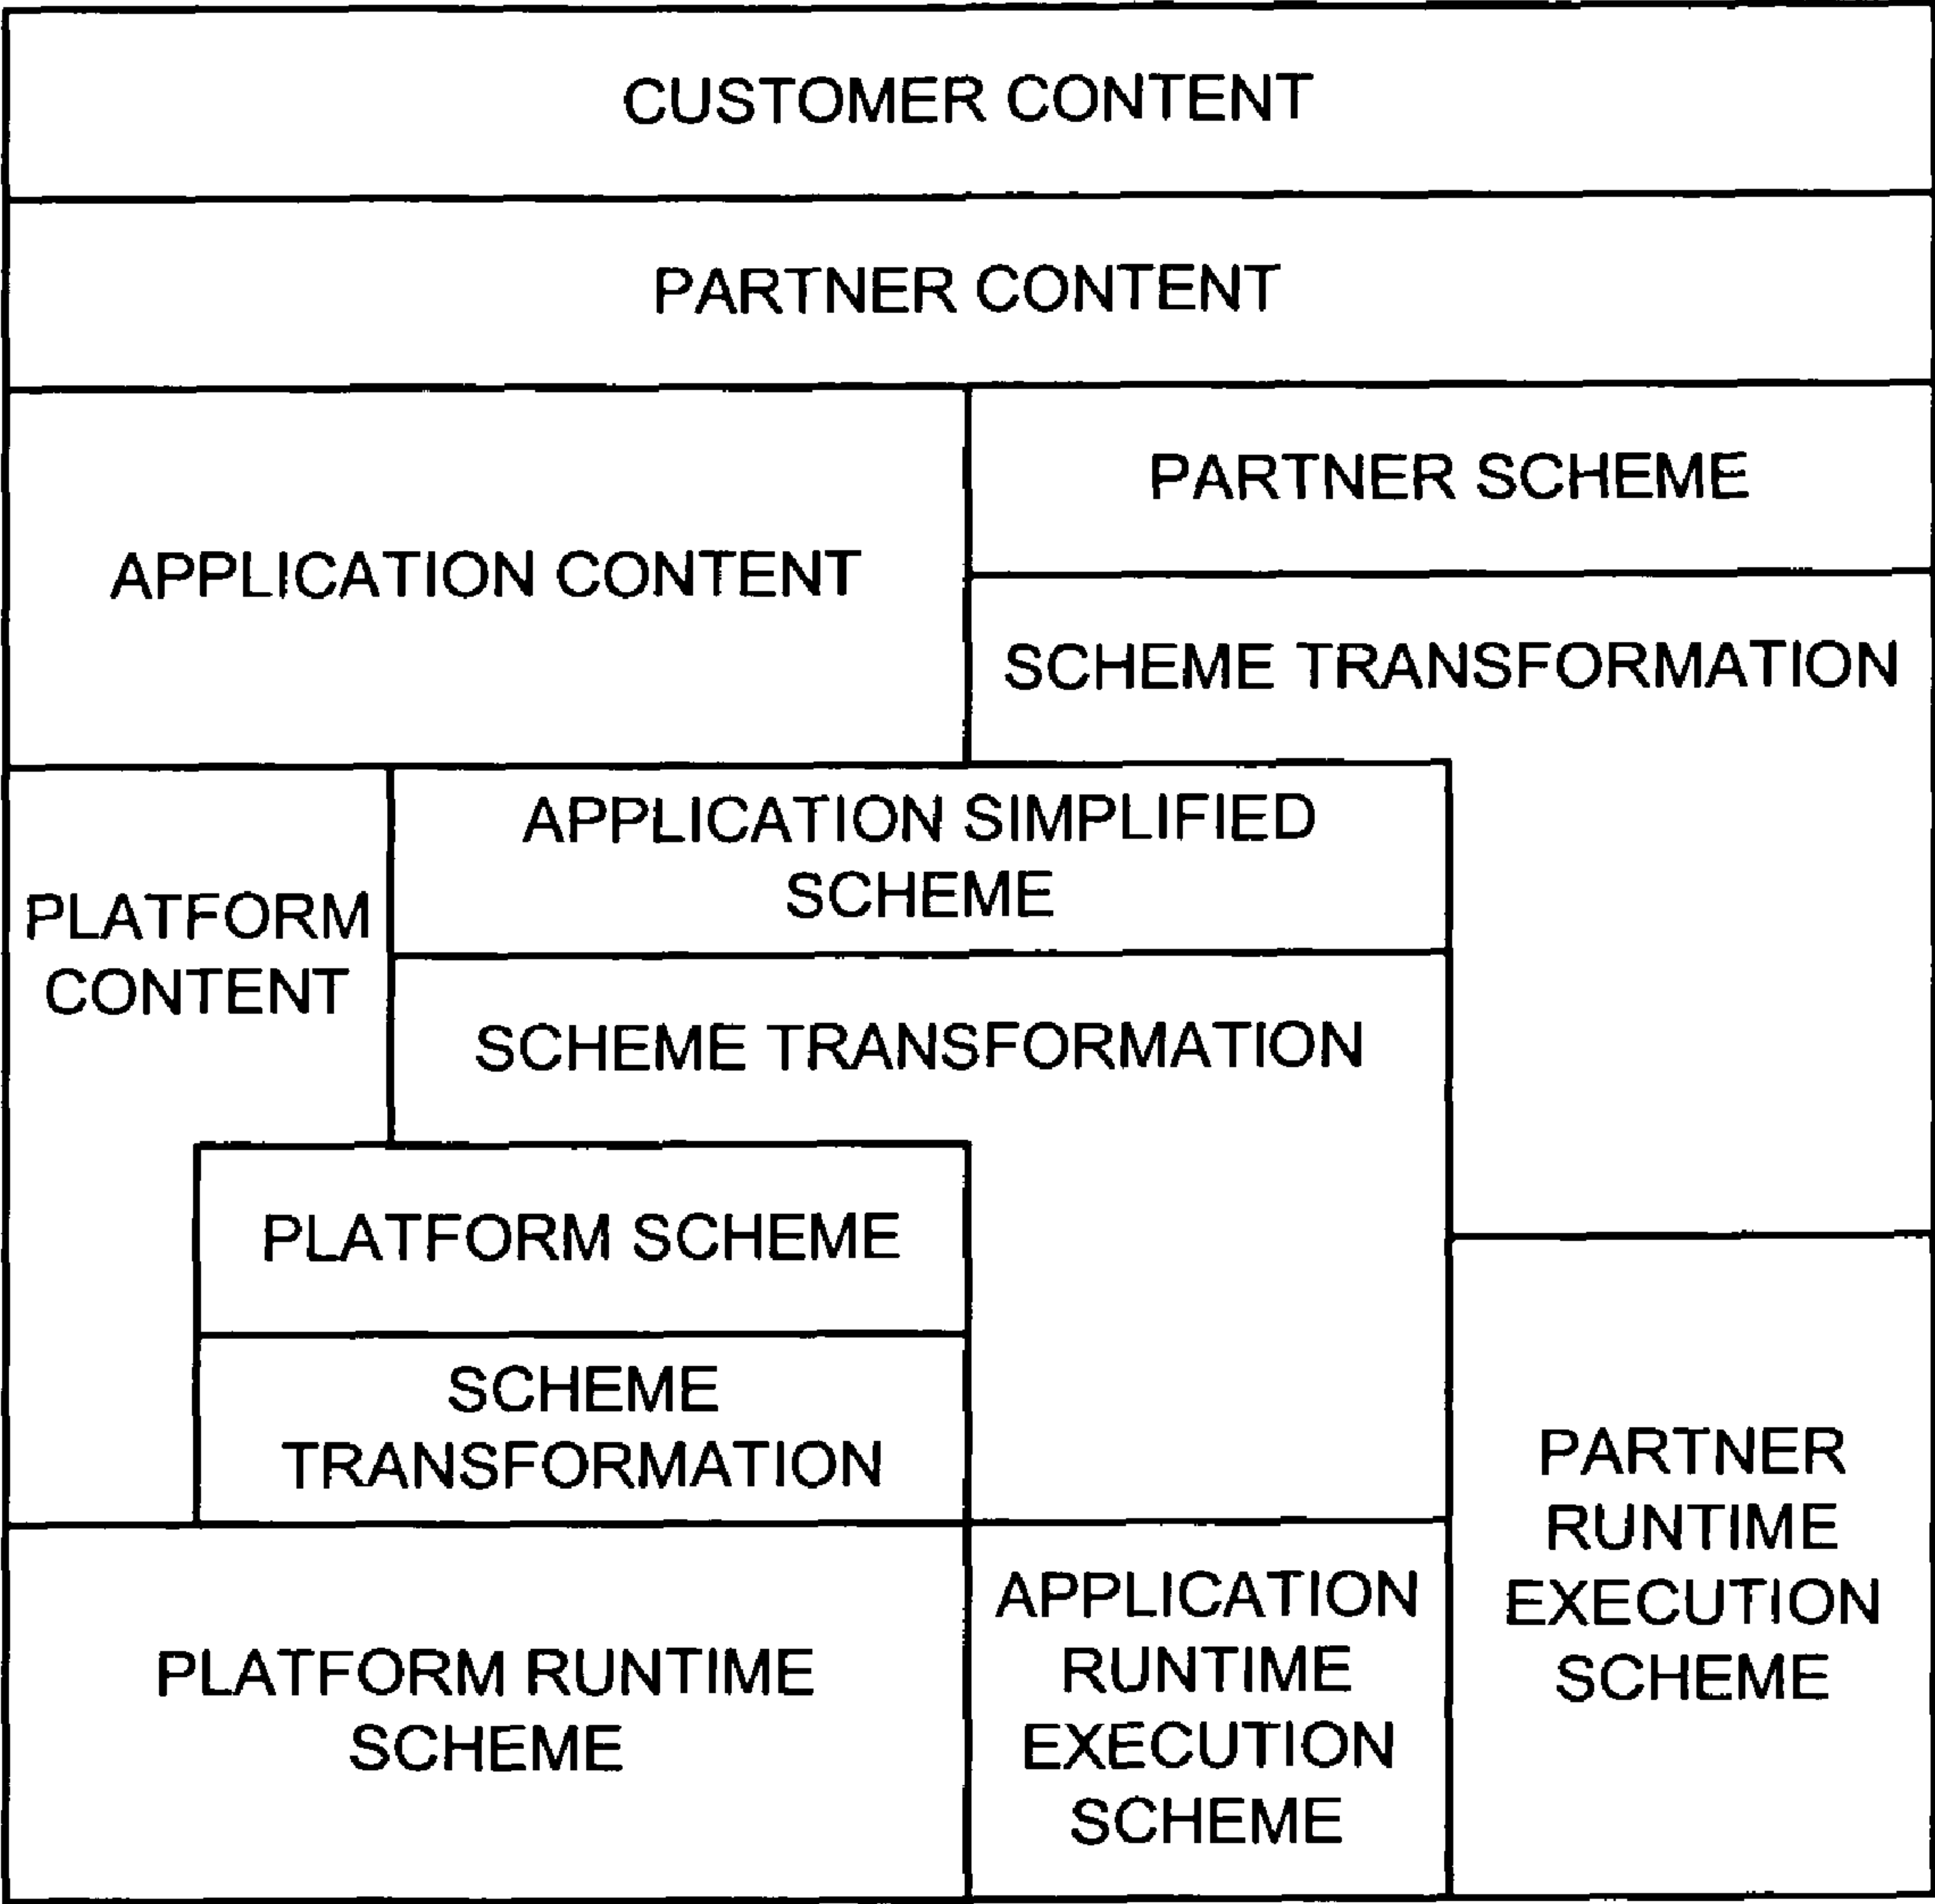 CUSTOMER CONTENT
PARTNER CONTENT
APPLICATION CONTENT
PARTNER SCHEME
SCHEME TRANSFORMATION
PLATFORM
CONTENT
APPLICATION SIMPLIFIED
SCHEME
SCHEME TRANSFORMATION
PLATFORM SCHEME
SCHEME
TRANSFORMATION
PLATFORM RUNTIME
SCHEME
APPLICATION
RUNTIME
EXECUTION
SCHEME
PARTNER
RUNTIME
EXECUTION
SCHEME